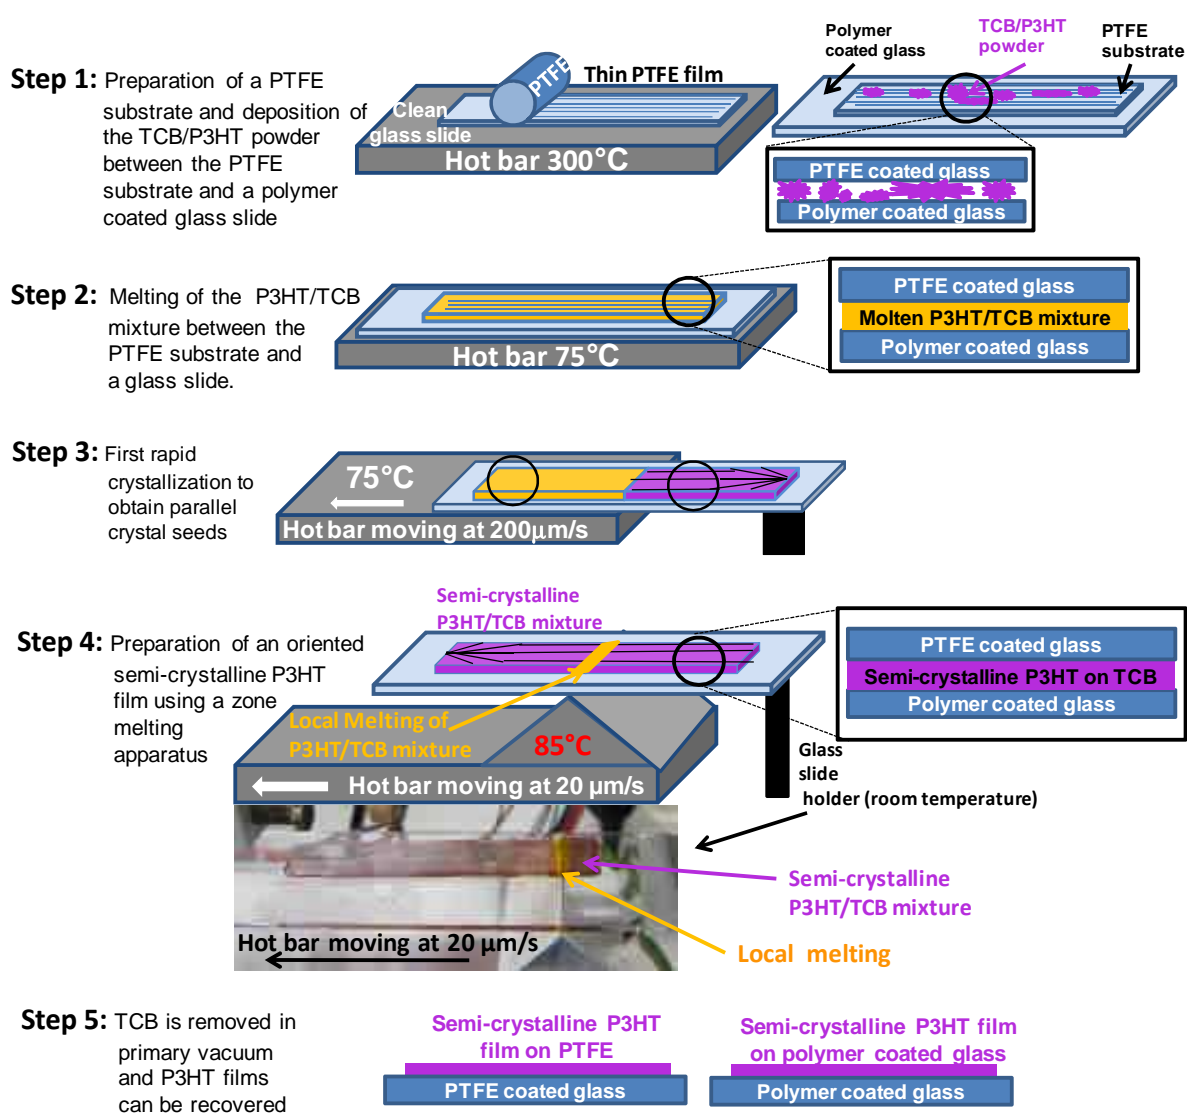 Step 1: Preparation of a PTFE
substrate and deposition of
the TCB/P3HT powder
between the PTFE
substrate and a polymer
coated glass slide
PTFE
Thin PTFE film
Clean
glass slide
Hot bar 300°C
Polymer
coated glass
TCB/P3HT
powder
PTFE
substrate
PTFE coated glass
Polymer coated glass
Step 2: Melting of the P3HT/TCB
mixture between the
PTFE substrate and
a glass slide.
Hot bar 75°C
PTFE coated glass
Molten P3HT/TCB mixture
Polymer coated glass
Step 3: First rapid
crystallization to
obtain parallel
crystal seeds
75°C
Hot bar moving at 200µm/s
Step 4: Preparation of an oriented
semi-crystalline P3HT
film using a zone
melting
apparatus
Semi-crystalline
P3HT/TCB mixture
Local Melting of
P3HT/TCB mixture
85°C
Hot bar moving at 20 µm/s
PTFE coated glass
Semi-crystalline P3HT on TCB
Polymer coated glass
Glass
slide
holder (room temperature)
Semi-crystalline
P3HT/TCB mixture
Hot bar moving at 20 µm/s
Local melting
Step 5: TCB is removed in
primary vacuum
and P3HT films
can be recovered
Semi-crystalline P3HT
film on PTFE
PTFE coated glass
Semi-crystalline P3HT film
on polymer coated glass
Polymer coated glass